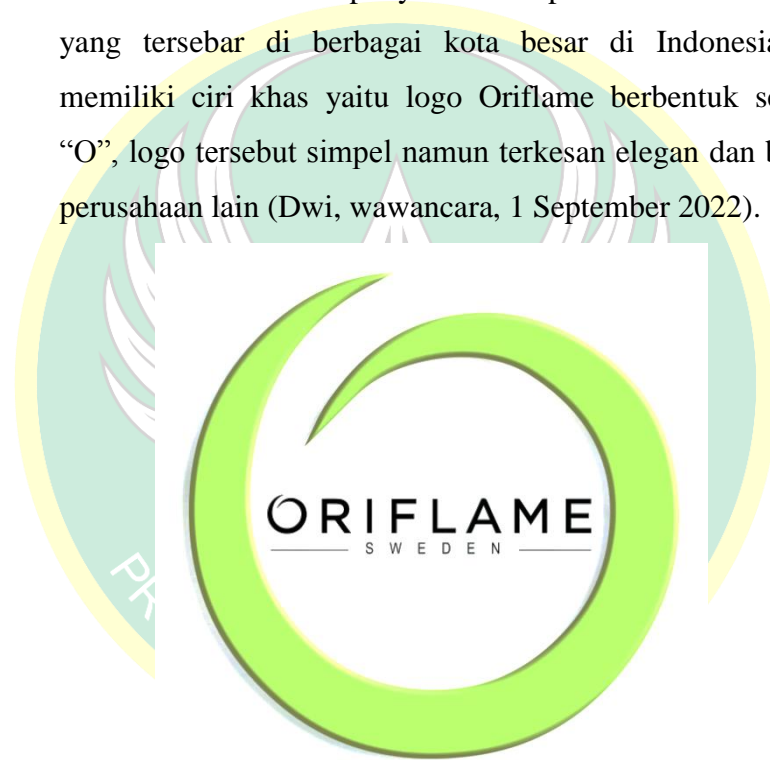 yang tersebar di berbagai kota besar di Indonesia
memiliki ciri khas yaitu logo Oriflame berbentuk
“O”, logo tersebut simpel namun terkesan elegan dan
perusahaan lain (Dwi, wawancara, 1 September 2022).
ORIFLAME
SWEDEN